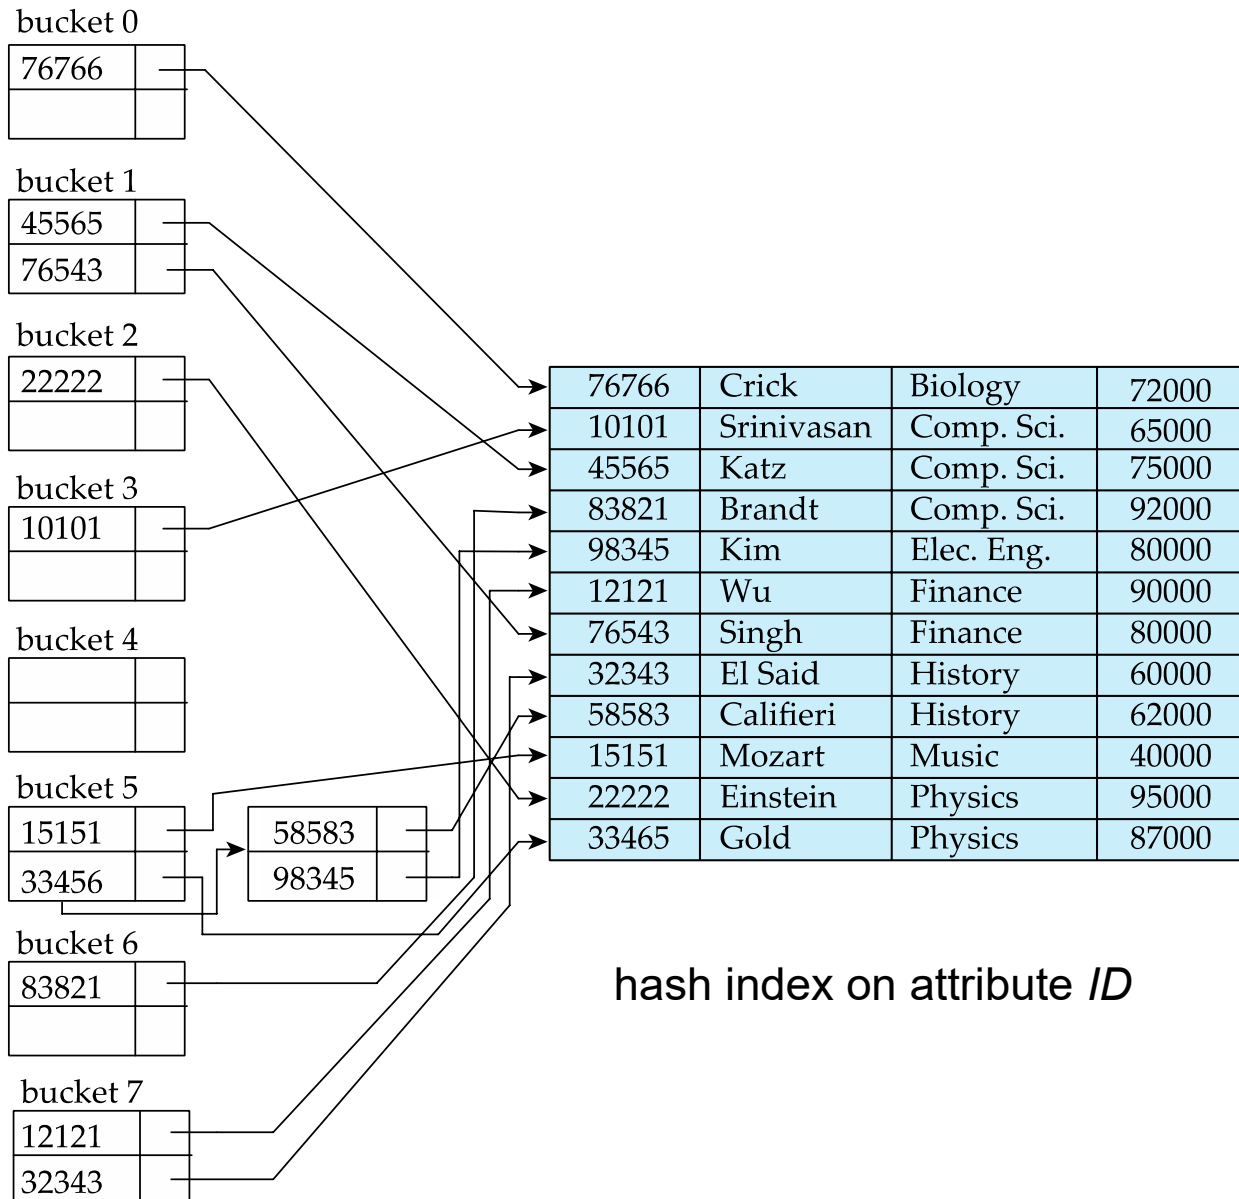 bucket 0
76766
bucket 1
45565
76543
bucket 2
22222
bucket 3
10101
bucket 4
bucket 5
15151
33456
58583
98345
bucket 6
83821
bucket 7
12121
32343
76766 Crick Biology 72000
10101 Srinivasan Comp. Sci. 65000
45565 Katz Comp. Sci. 75000
83821 Brandt Comp. Sci. 92000
98345 Kim Elec. Eng. 80000
12121 Wu Finance 90000
76543 Singh Finance 80000
32343 El Said History 60000
58583 Califieri History 62000
15151 Mozart Music 40000
22222 Einstein Physics 95000
33465 Gold Physics 87000
hash index on attribute ID